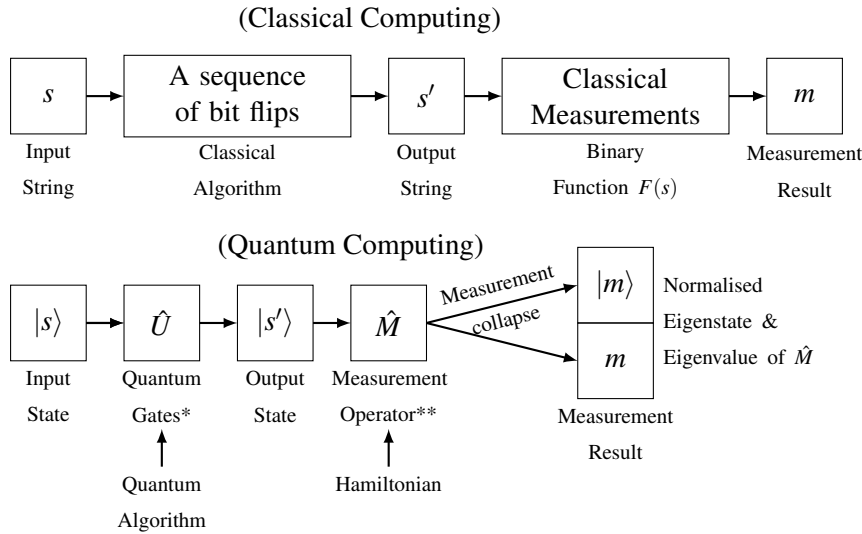 (Classical Computing)
s
A sequence
of bit flips
s′
Classical
Measurements
m
Input
String
Classical
Algorithm
Output
String
Binary
Function F(s)
Measurement
Result
(Quantum Computing)
|s⟩
Û
|s′⟩
M̂
Measurement
collapse
|m⟩
m
Normalised
Eigenstate &
Eigenvalue of M̂
Input
State
Quantum
Gates*
Output
State
Measurement
Operator**
Measurement
Result
Quantum
Algorithm
Hamiltonian